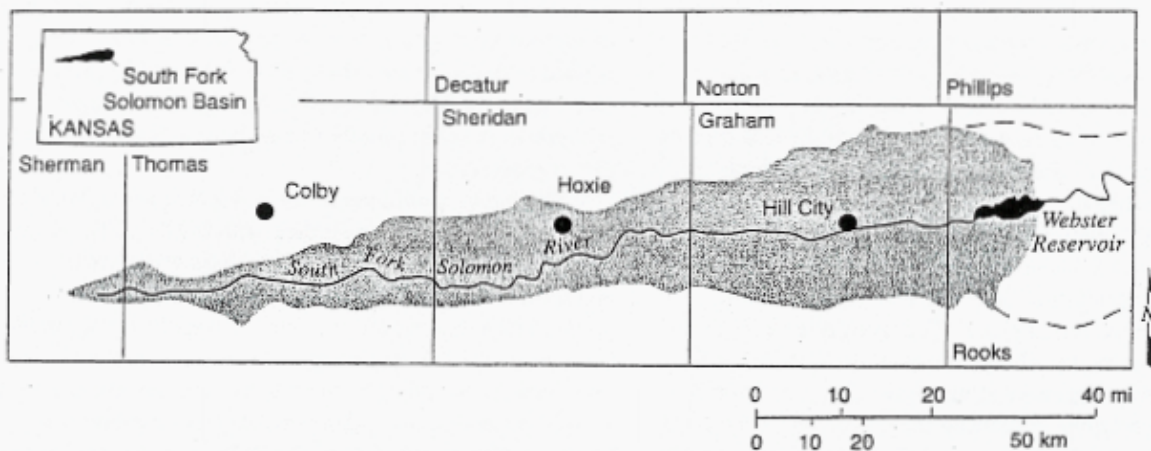 South Fork
Solomon Basin
KANSAS
Decatur
Norton
Phillips
Sherman
Thomas
Sheridan
Graham
Colby
Hoxie
Hill City
South Fork Solomon River
Webster
Reservoir
Rooks
N
0 10 20 40 mi
0 10 20 50 km